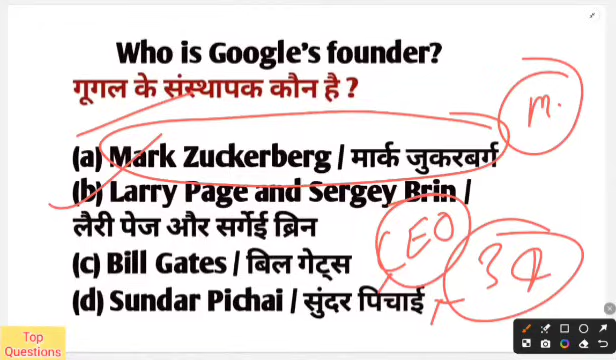 Who is Google's founder?
गूगल के संस्थापक कौन है ?
(a) Mark Zuckerberg / मार्क जुकरबर्ग
(b) Larry Page and Sergey Brin /
लैरी पेज और सर्गेई ब्रिन
(c) Bill Gates / बिल गेट्स
(d) Sundar Pichai / सुंदर पिचाई
m.
CEO
Top
Questions